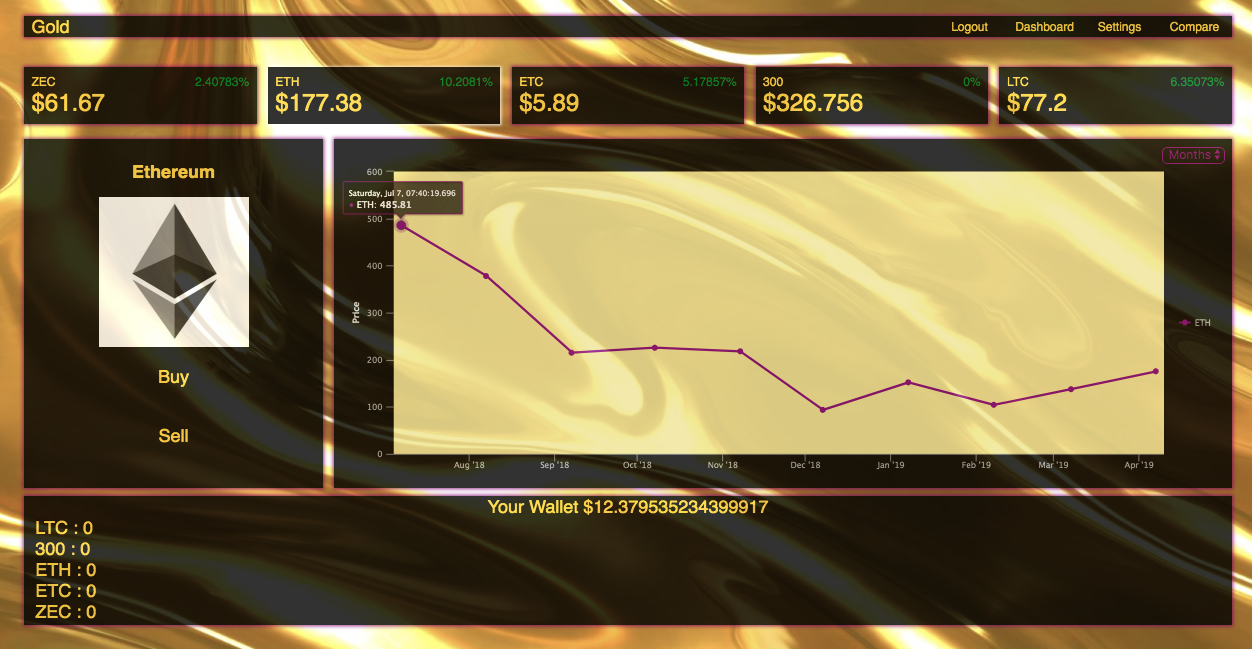 Gold
Logout Dashboard Settings Compare
ZEC 2.40783%
$61.67
ETH 10.2081%
$177.38
ETC 5.17857%
$5.89
300 0%
$326.756
LTC 6.35073%
$77.2
Ethereum
Buy
Sell
Months
600
Saturday, Jul 7, 07:40:19.696
ETH: 485.81
500
400
300
200
100
0
Price
ETH
Aug '18 Sep '18 Oct '18 Nov '18 Dec '18 Jan '19 Feb '19 Mar '19 Apr '19
Your Wallet $12.379535234399917
LTC : 0
300 : 0
ETH : 0
ETC : 0
ZEC : 0